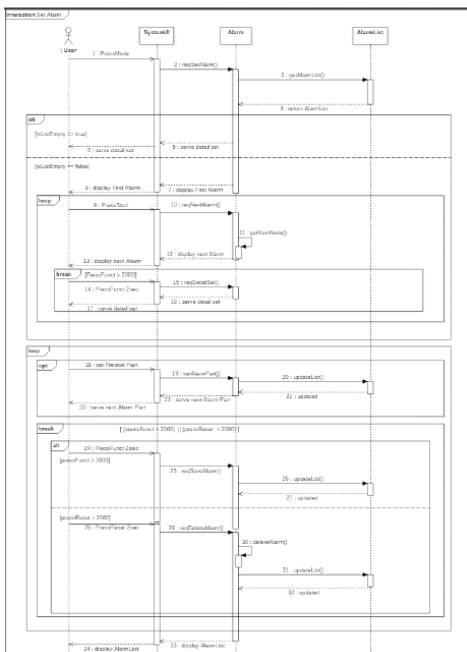 interaction Set Alarm
: User
SystemUI
Alarm
AlarmList
1 : PressMode
2 : reqSetAlarm()
3 : getAlarmList()
4 : return AlarmList
alt
[isListEmpty == true]
5 : serve detail set
6 : serve detail set
[isListEmpty == false]
7 : display First Alarm
8 : display First Alarm
loop
9 : PressStart
10 : reqNextAlarm()
11 : getNextNode()
12 : display next Alarm
13 : display next Alarm
break
[PressFunct > 2000]
14 : PressFunct 2sec
15 : reqDetailSet()
16 : serve detail set
17 : serve detail set
loop
opt
18 : set Present Part
19 : setAlarmPart()
20 : updateList()
21 : updated
22 : serve next Alarm Part
23 : serve next Alarm Part
break
[ (pressFunct > 2000) || (pressReset > 2000) ]
alt
24 : PressFunct 2sec
[pressFunct > 2000]
25 : reqSaveAlarm()
26 : updateList()
27 : updated
[pressReset > 2000]
28 : PressReset 2sec
29 : reqDeleteAlarm()
30 : deleteAlarm()
31 : updateList()
32 : updated
33 : display AlarmList
34 : display AlarmList